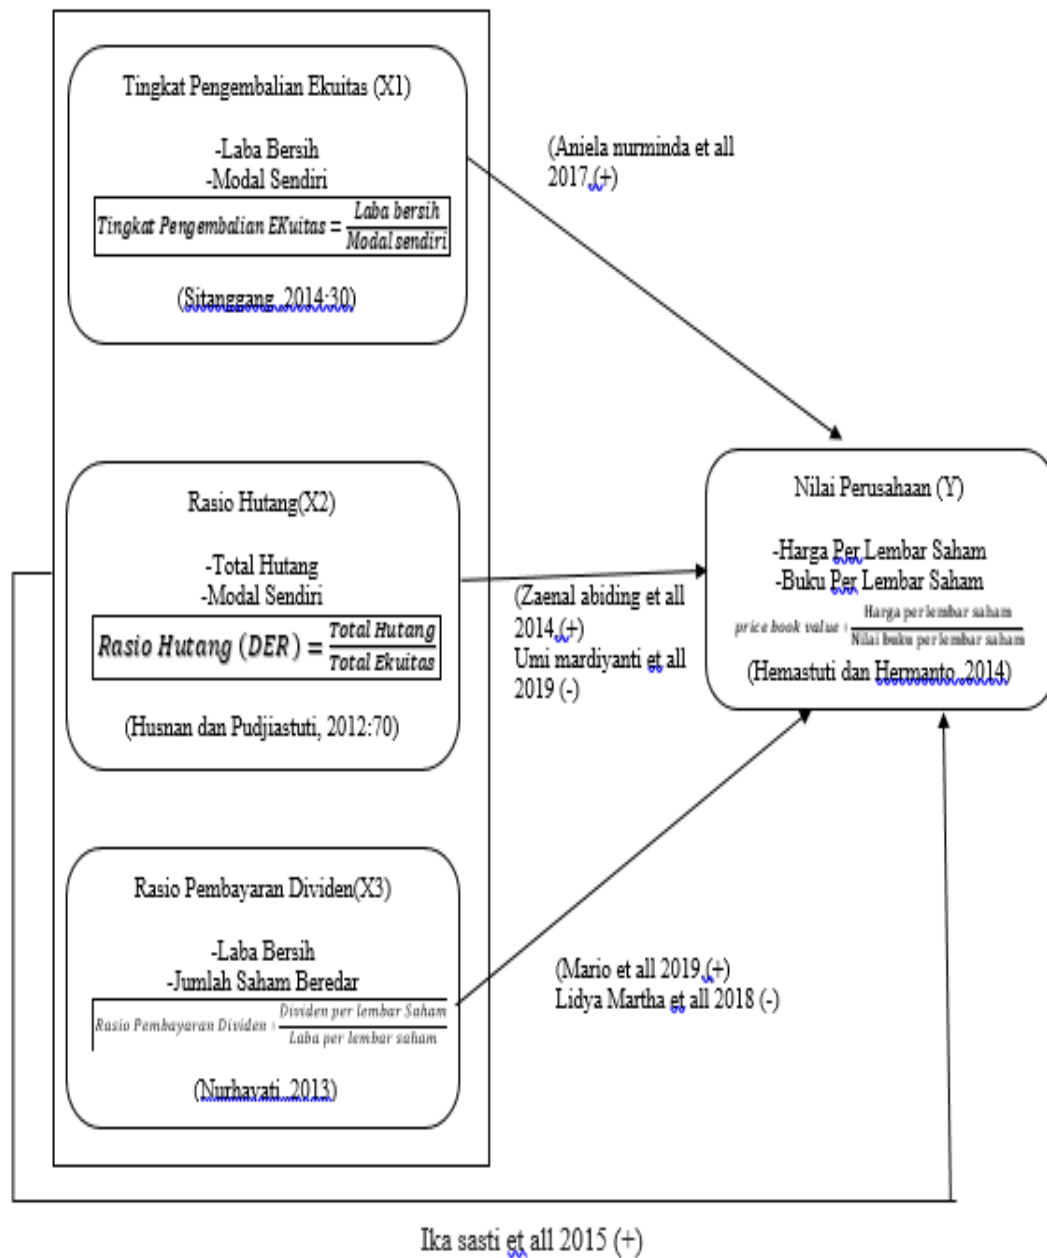 Tingkat Pengembalian Ekuitas (X1)
-Laba Bersih
-Modal Sendiri
Tingkat Pengembalian EKuitas = Laba bersih / Modal sendiri
(Sitanggang, 2014:30)
(Aniela nurminda et all
2017,(+)
Rasio Hutang(X2)
-Total Hutang
-Modal Sendiri
Rasio Hutang (DER) = Total Hutang / Total Ekuitas
(Husnan dan Pudjiastuti, 2012:70)
(Zaenal abiding et all
2014,(+)
Umi mardiyanti et all
2019 (-)
Nilai Perusahaan (Y)
-Harga Per Lembar Saham
-Buku Per Lembar Saham
price book value : Harga per lembar saham / Nilai buku per lembar saham
(Hemastuti dan Hermanto, 2014)
Rasio Pembayaran Dividen(X3)
-Laba Bersih
-Jumlah Saham Beredar
Rasio Pembayaran Dividen : Dividen per lembar Saham / Laba per lembar saham
(Nurhayati, 2013)
(Mario et all 2019,(+)
Lidya Martha et all 2018 (-)
Ika sasti et all 2015 (+)